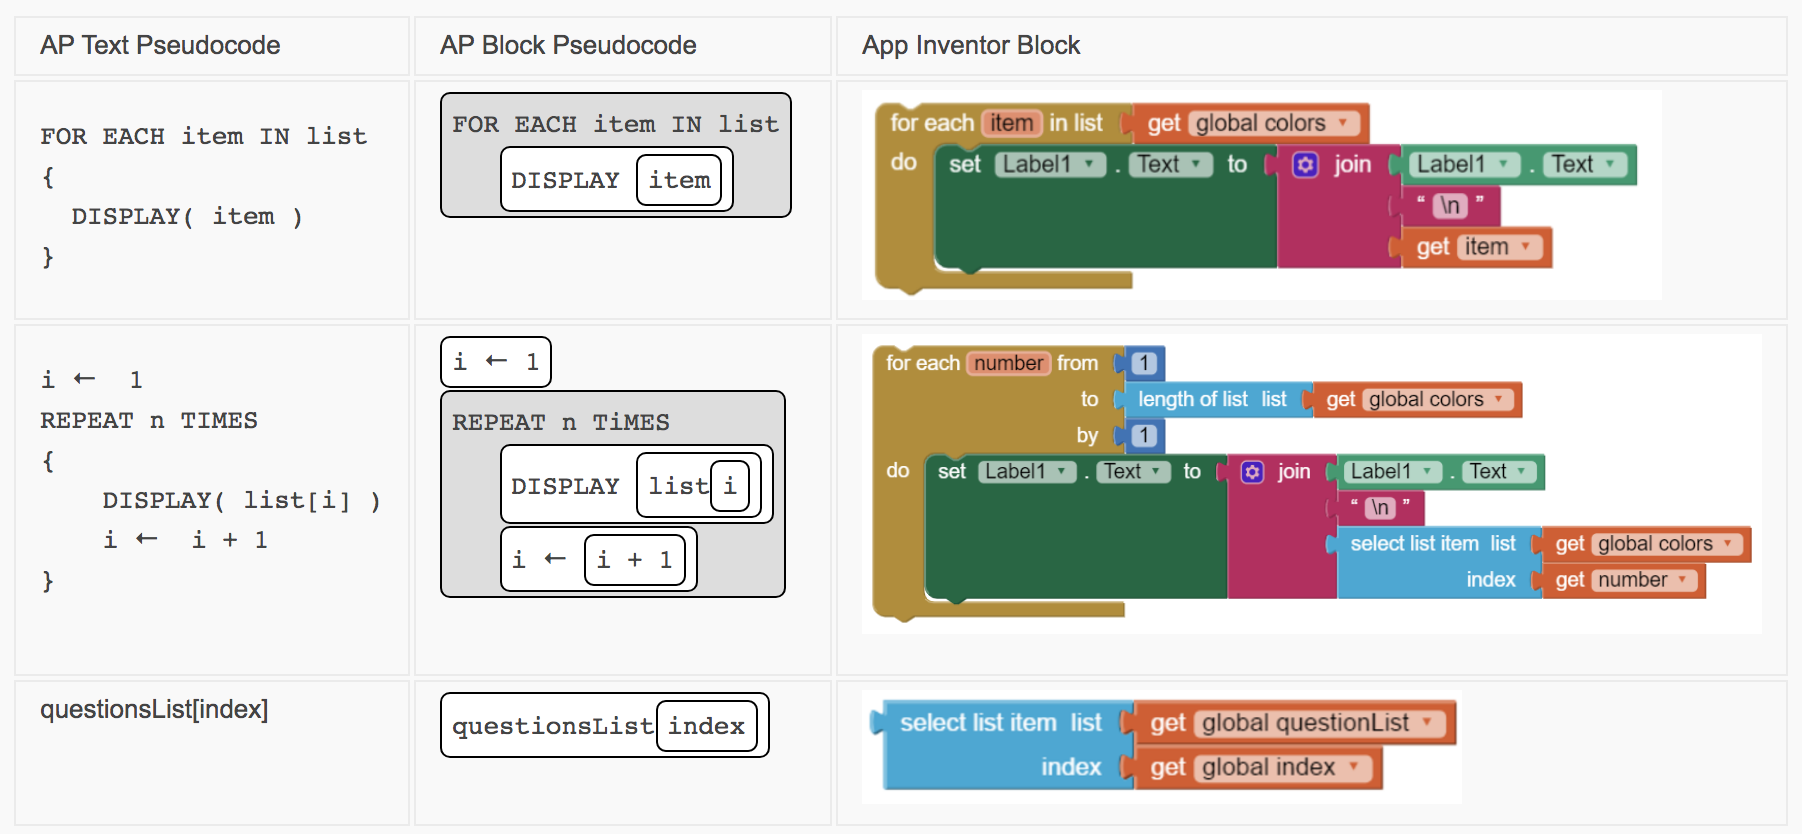 AP Text Pseudocode
AP Block Pseudocode
App Inventor Block
FOR EACH item IN list
{
DISPLAY( item )
}
FOR EACH item IN list
DISPLAY item
for each item in list get global colors
do set Label1 . Text to join Label1 . Text
“ \n ”
get item
i ← 1
REPEAT n TIMES
{
DISPLAY( list[i] )
i ← i + 1
}
i ← 1
REPEAT n TiMES
DISPLAY list i
i ← i + 1
for each number from 1
to length of list list get global colors
by 1
do set Label1 . Text to join Label1 . Text
“ \n ”
select list item list get global colors
index get number
questionsList[index]
questionsList index
select list item list get global questionList
index get global index